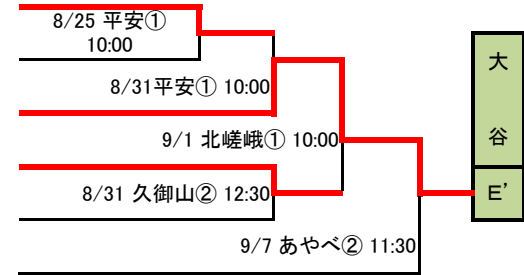 8/25 平安①
10:00
8/31平安① 10:00
9/1 北嵯峨① 10:00
8/31 久御山② 12:30
9/7 あやべ② 11:30
大
谷
E’